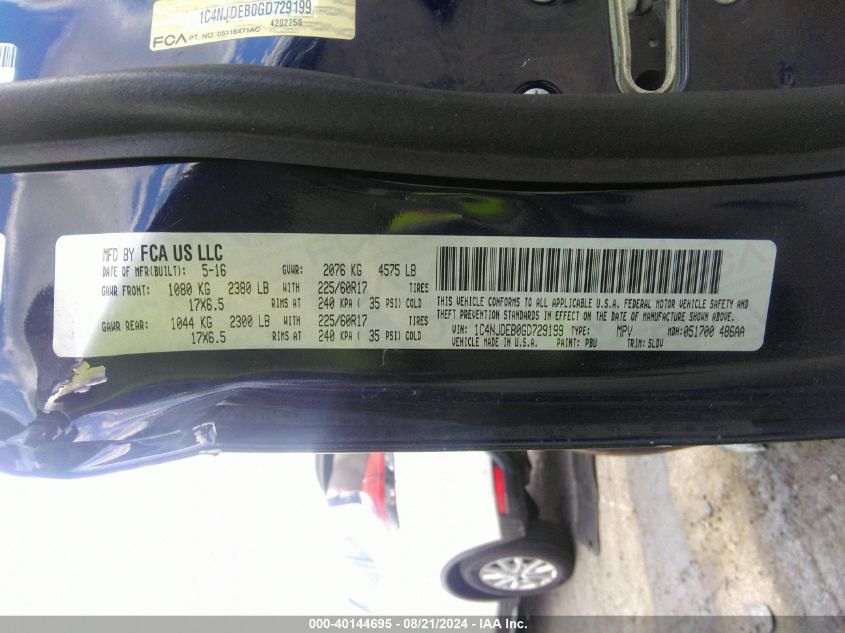 1C4NJDEB0GD729199
4202250
FCA PT. NO. 05116471AC
MFD BY FCA US LLC
DATE OF MFR(BUILT): 5-16 GVWR: 2076 KG 4575 LB
GAWR FRONT: 1080 KG 2380 LB WITH 225/60R17 TIRES
17X6.5 RIMS AT 240 KPA ( 35 PSI) COLD
GAWR REAR: 1044 KG 2300 LB WITH 225/60R17 TIRES
17X6.5 RIMS AT 240 KPA ( 35 PSI) COLD
THIS VEHICLE CONFORMS TO ALL APPLICABLE U.S.A. FEDERAL MOTOR VEHICLE SAFETY AND
THEFT PREVENTION STANDARDS IN EFFECT ON THE DATE OF MANUFACTURE SHOWN ABOVE.
VIN: 1C4NJDEB0GD729199 TYPE: MPV MDH: 051700 486AA
VEHICLE MADE IN U.S.A. PAINT: PBU TRIM: SLDV
000-40144695 - 08/21/2024 - IAAI.com